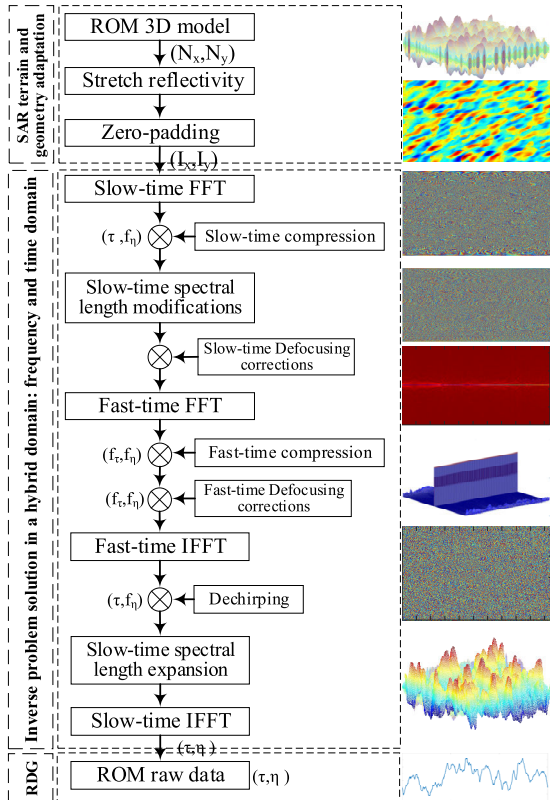 SAR terrain and
geometry adaptation
ROM 3D model
(Nx,Ny)
Stretch reflectivity
Zero-padding
(Ix,Iy)
Inverse problem solution in a hybrid domain: frequency and time domain
Slow-time FFT
(τ ,fη)
Slow-time compression
Slow-time spectral
length modifications
Slow-time Defocusing
corrections
Fast-time FFT
(fτ,fη)
Fast-time compression
(fτ,fη)
Fast-time Defocusing
corrections
Fast-time IFFT
(τ,fη)
Dechirping
Slow-time spectral
length expansion
Slow-time IFFT
(τ,η )
RDG
ROM raw data
(τ,η )